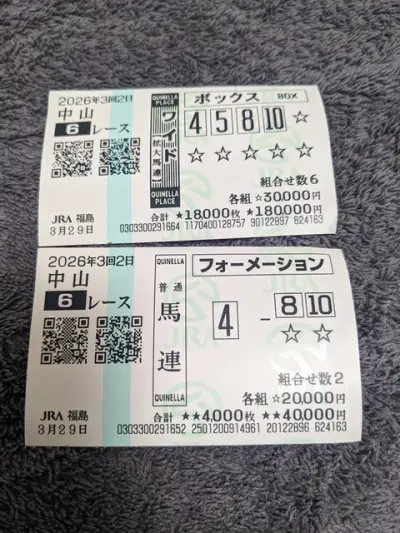 2026年3回2日
中山
6レース
JRA 福島
3月29日
QUINELLA PLACE
ワイド
拡大馬連
QUINELLA PLACE
ボックス BOX
4 5 8 10 ☆
☆ ☆ ☆ ☆ ☆
組合せ数6
各組 ☆30,000円
合計 ★18,000枚 ★180,000円
0303300291664 1170400128757 90122897 624163
2026年3回2日
中山
6レース
JRA 福島
3月29日
QUINELLA
普通
馬連
QUINELLA
フォーメーション
4 - 8 10
☆ ☆
組合せ数2
各組 ☆20,000円
合計 ★★4,000枚 ★★40,000円
0303300291652 2501200914961 20122896 624163